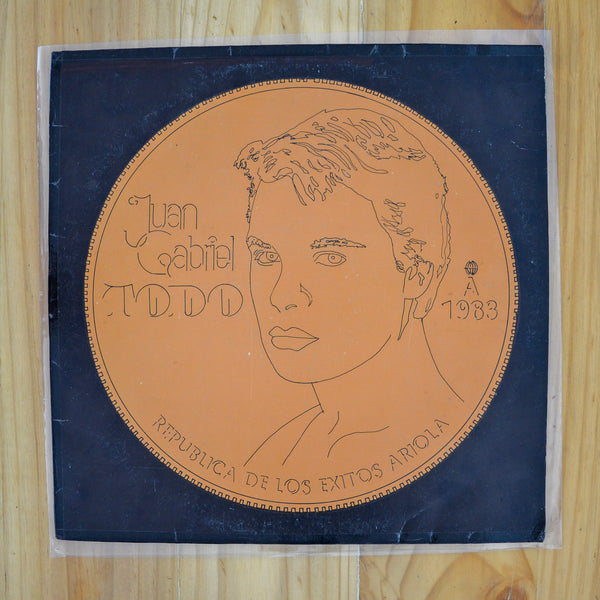 Juan
Gabriel
TODO
A
1983
REPUBLICA DE LOS EXITOS ARIOLA